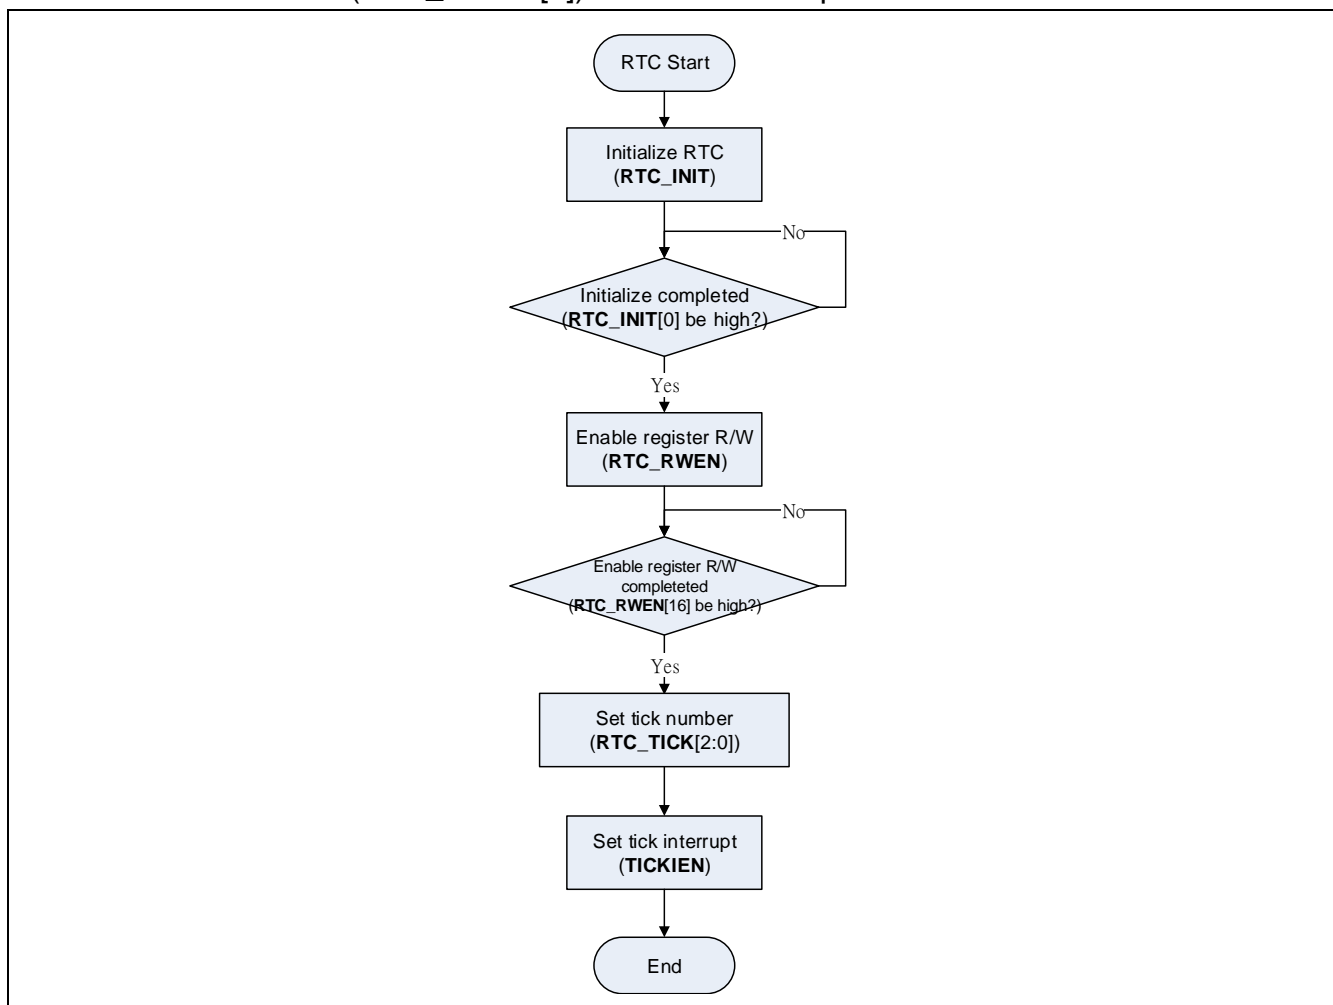 RTC Start
Initialize RTC
(RTC_INIT)
No
Initialize completed
(RTC_INIT[0] be high?)
Yes
Enable register R/W
(RTC_RWEN)
No
Enable register R/W
completeted
(RTC_RWEN[16] be high?)
Yes
Set tick number
(RTC_TICK[2:0])
Set tick interrupt
(TICKIEN)
End